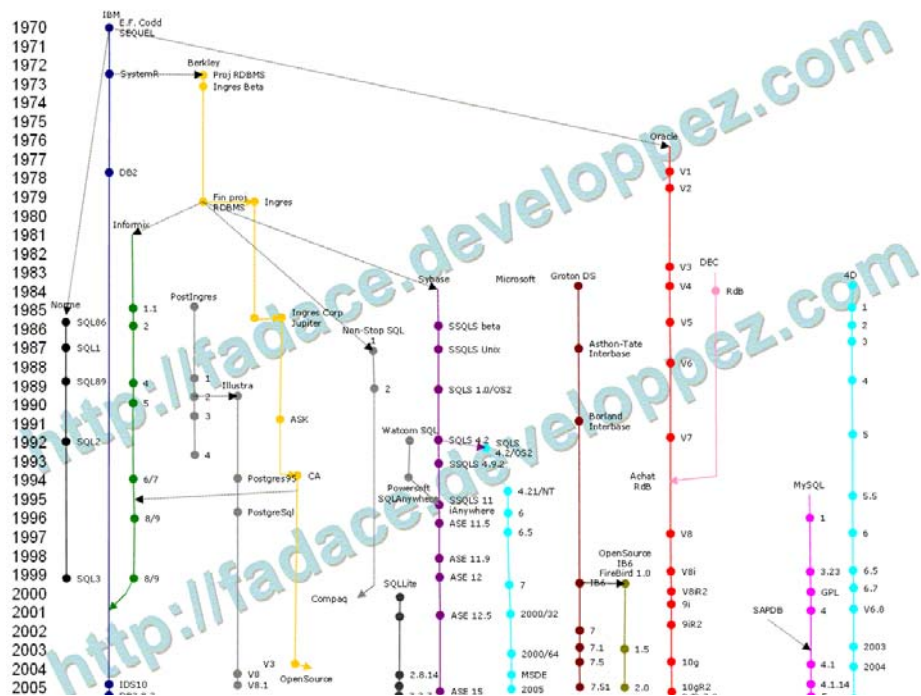 1970
1971
1972
1973
1974
1975
1976
1977
1978
1979
1980
1981
1982
1983
1984
1985
1986
1987
1988
1989
1990
1991
1992
1993
1994
1995
1996
1997
1998
1999
2000
2001
2002
2003
2004
2005
Norme
SQL86
SQL1
SQL89
SQL2
SQL3
IBM
E.F. Codd
SEQUEL
SystemR
DB2
IDS10
Informix
1.1
2
4
5
6/7
8/9
8/9
Berkley
Proj RDBMS
Ingres Beta
Fin pros
RDBMS
Ingres
Ingres Corp
Jupiter
ASK
CA
V3
OpenSource
PostIngres
1
2
3
4
Illustra
Postgres95
PostgreSql
V8
V8.1
Non-Stop SQL
1
2
Compaq
SQLLite
2.8.14
Sybase
SSQLS beta
SSQLS Unix
SQLS 1.0/OS2
SQLS 4.2
SSQLS 4.9.2
SSQLS 11
iAnywhere
ASE 11.5
ASE 11.9
ASE 12
ASE 12.5
ASE 15
Watcom SQL
Powersoft
SQLAnywhere
Microsoft
SQLS
4.2/OS2
4.21/NT
6
6.5
7
2000/32
2000/64
MSDE
2005
Groton DS
Asthon-Tate
Interbase
Borland
Interbase
IB6
7
7.1
7.5
7.51
OpenSource
IB6
FireBird 1.0
1.5
2.0
Oracle
V1
V2
V3
V4
V5
V6
V7
V8
V8i
V8iR2
9i
9iR2
10g
10gR2
DEC
RdB
Achat
RdB
MySQL
1
3.23
GPL
4
4.1
4.1.14
SAPDB
4D
1
2
3
4
5
5.5
6
6.5
6.7
V6.8
2003
2004
http://fadace.developpez.com
http://fadace.developpez.com